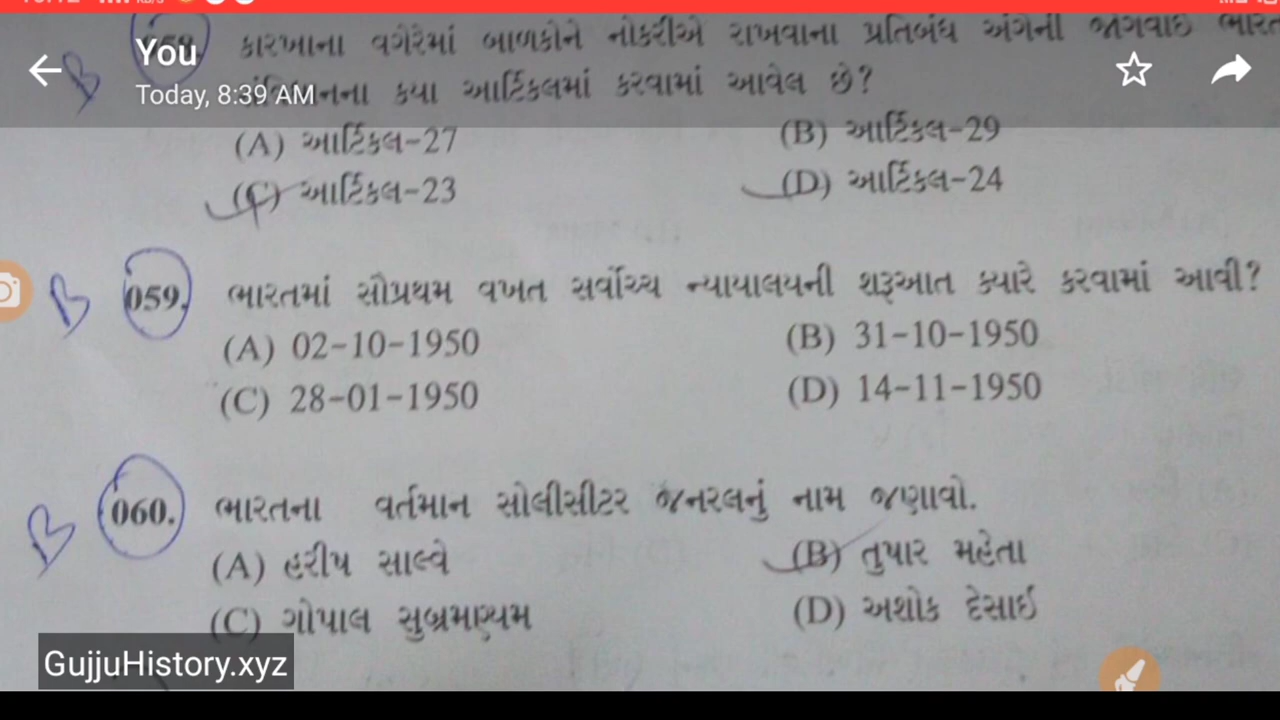 You
Today, 8:39 AM
કારખાના વગેરેમાં બાળકોને નોકરીએ રાખવાના પ્રતિબંધ અંગેની જોગવાઈ
કયા આર્ટિકલમાં કરવામાં આવેલ છે?
(A) આર્ટિકલ-27 (B) આર્ટિકલ-29
(C) આર્ટિકલ-23 (D) આર્ટિકલ-24
B 059. ભારતમાં સૌપ્રથમ વખત સર્વોચ્ચ ન્યાયાલયની શરૂઆત ક્યારે કરવામાં આવી?
(A) 02-10-1950 (B) 31-10-1950
(C) 28-01-1950 (D) 14-11-1950
B 060. ભારતના વર્તમાન સોલીસીટર જનરલનું નામ જણાવો.
(A) હરીષ સાલ્વે (B) તુષાર મહેતા
(C) ગોપાલ સુબ્રમણ્યમ (D) અશોક દેસાઈ
GujjuHistory.xyz